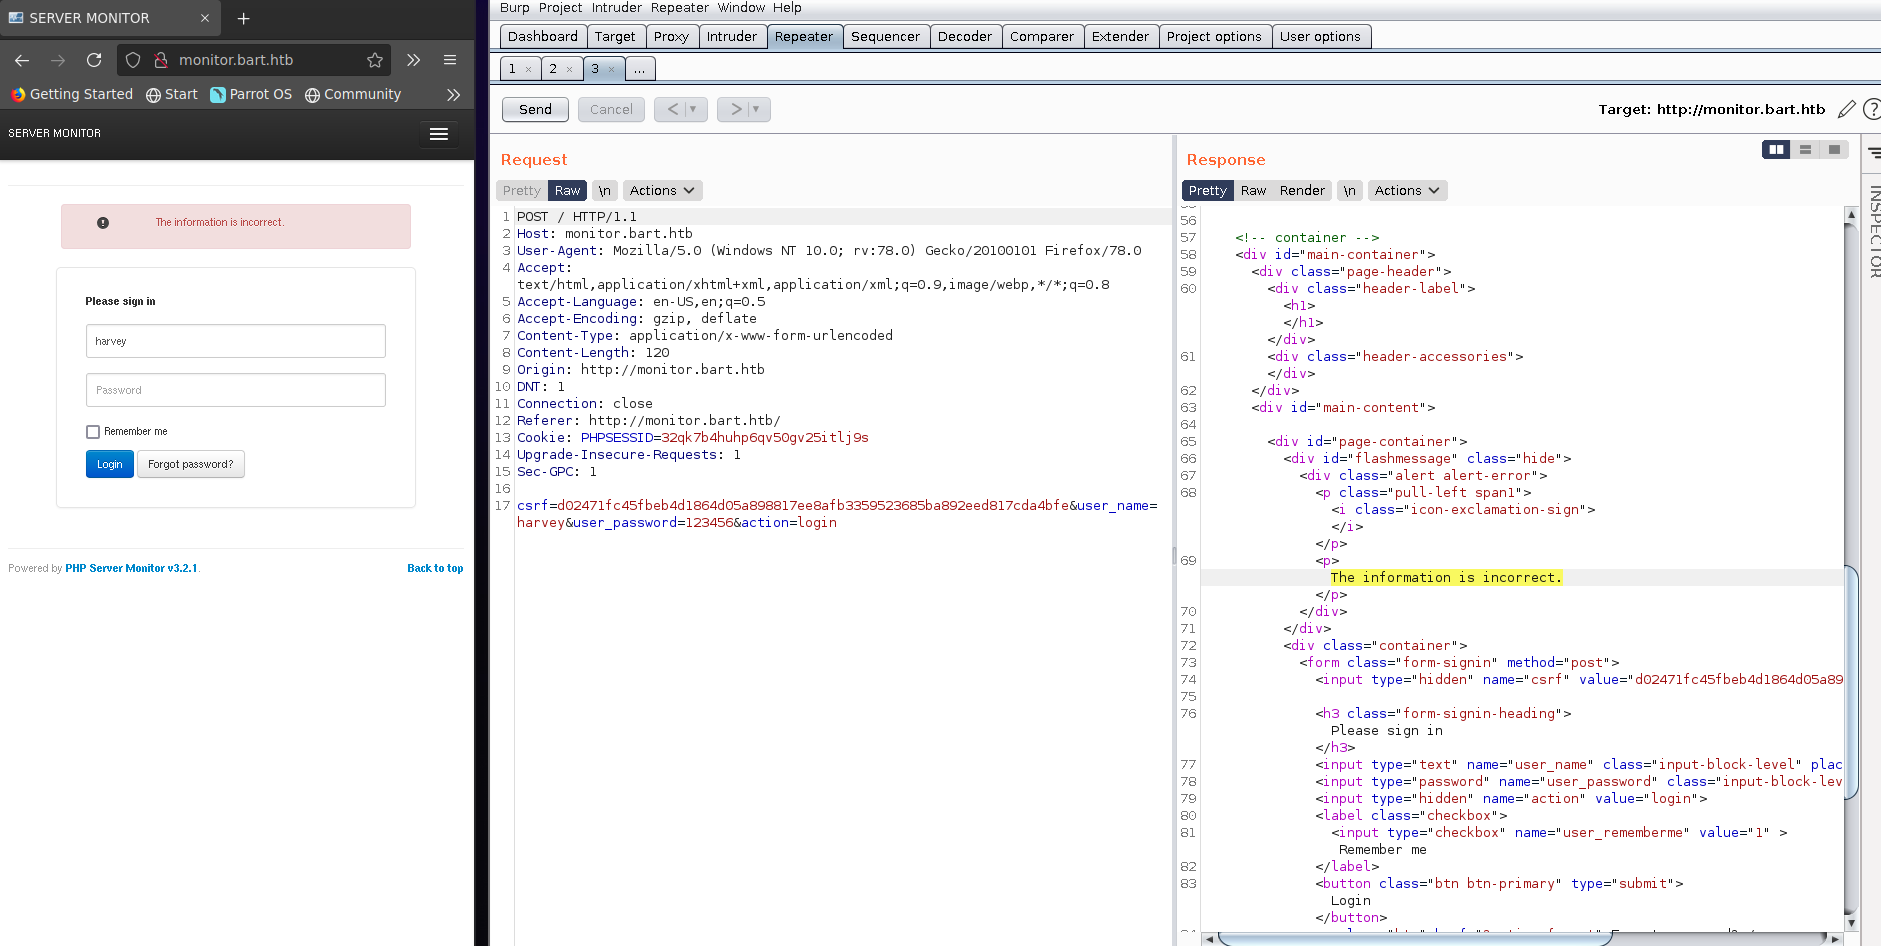 SERVER MONITOR × +
monitor.bart.htb
Getting Started Start Parrot OS Community
SERVER MONITOR
The information is incorrect.
Please sign in
harvey
Password
Remember me
Login Forgot password?
Powered by PHP Server Monitor v3.2.1. Back to top
Burp Project Intruder Repeater Window Help
Dashboard Target Proxy Intruder Repeater Sequencer Decoder Comparer Extender Project options User options
1 × 2 × 3 × ...
Send Cancel < > Target: http://monitor.bart.htb
Request
Pretty Raw \n Actions
1 POST / HTTP/1.1
2 Host: monitor.bart.htb
3 User-Agent: Mozilla/5.0 (Windows NT 10.0; rv:78.0) Gecko/20100101 Firefox/78.0
4 Accept:
text/html,application/xhtml+xml,application/xml;q=0.9,image/webp,*/*;q=0.8
5 Accept-Language: en-US,en;q=0.5
6 Accept-Encoding: gzip, deflate
7 Content-Type: application/x-www-form-urlencoded
8 Content-Length: 120
9 Origin: http://monitor.bart.htb
10 DNT: 1
11 Connection: close
12 Referer: http://monitor.bart.htb/
13 Cookie: PHPSESSID=32qk7b4huhp6qv50gv25itlj9s
14 Upgrade-Insecure-Requests: 1
15 Sec-GPC: 1
16
17 csrf=d02471fc45fbeb4d1864d05a898817ee8afb3359523685ba892eed817cda4bfe&user_name=
harvey&user_password=123456&action=login
Response
Pretty Raw Render \n Actions
INSPECTOR
56
57 <!-- container -->
58 <div id="main-container">
59 <div class="page-header">
60 <div class="header-label">
<h1>
</h1>
</div>
61 <div class="header-accessories">
</div>
62 </div>
63 <div id="main-content">
64
65 <div id="page-container">
66 <div id="flashmessage" class="hide">
67 <div class="alert alert-error">
68 <p class="pull-left span1">
<i class="icon-exclamation-sign">
</i>
</p>
69 <p>
The information is incorrect.
</p>
70 </div>
71 </div>
72 <div class="container">
73 <form class="form-signin" method="post">
74 <input type="hidden" name="csrf" value="d02471fc45fbeb4d1864d05a89
75
76 <h3 class="form-signin-heading">
Please sign in
</h3>
77 <input type="text" name="user_name" class="input-block-level" plac
78 <input type="password" name="user_password" class="input-block-lev
79 <input type="hidden" name="action" value="login">
80 <label class="checkbox">
81 <input type="checkbox" name="user_rememberme" value="1" >
Remember me
82 </label>
83 <button class="btn btn-primary" type="submit">
Login
</button>